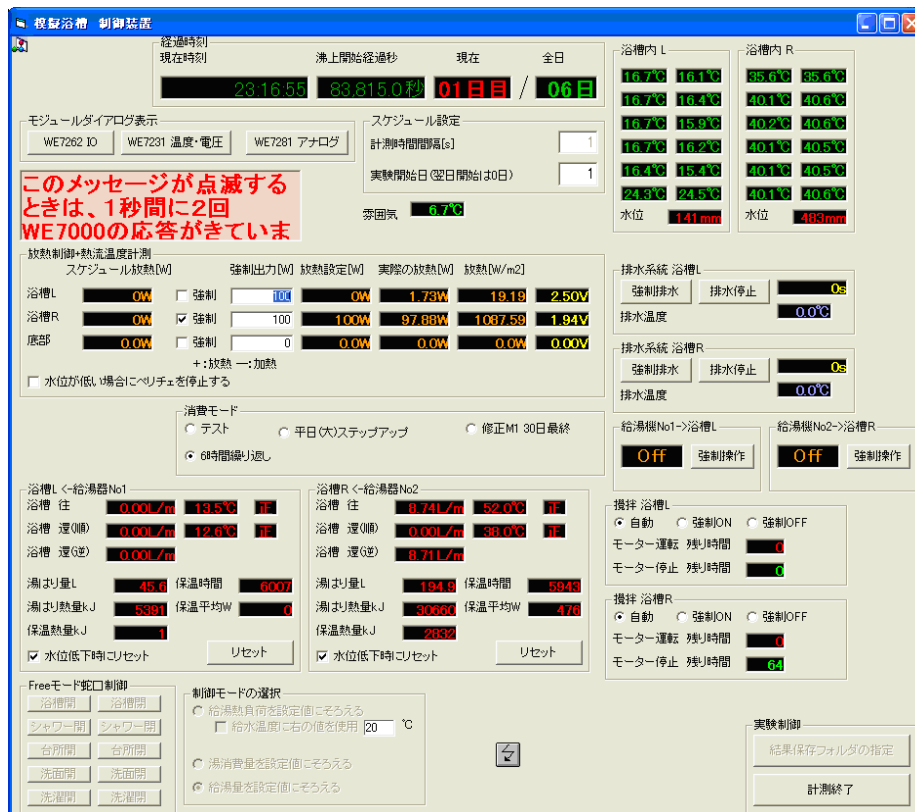 模擬浴槽 制御装置
経過時刻
現在時刻 沸上開始経過秒 現在 全日
23:16:55 83,815.0秒 01日目 / 06日
モジュールダイアログ表示
WE7262 IO WE7231 温度・電圧 WE7281 アナログ
スケジュール設定
計測時間間隔[s] 1
実験開始日(翌日開始は0日) 1
このメッセージが点滅する
ときは、1秒間に2回
WE7000の応答がきていま
雰囲気 6.7℃
浴槽内 L
16.7℃ 16.1℃
16.7℃ 16.4℃
16.7℃ 15.9℃
16.7℃ 16.2℃
16.4℃ 15.4℃
24.3℃ 24.5℃
水位 141mm
浴槽内 R
35.6℃ 35.6℃
40.1℃ 40.6℃
40.2℃ 40.6℃
40.1℃ 40.5℃
40.1℃ 40.5℃
40.1℃ 40.6℃
水位 483mm
放熱制御+熱流温度計測
スケジュール放熱[W] 強制出力[W] 放熱設定[W] 実際の放熱[W] 放熱[W/m2]
浴槽L 0W 強制 100 0W 1.73W 19.19 2.50V
浴槽R 0W 強制 100 100W 97.88W 1087.59 1.94V
底部 0.0W 強制 0 0.0W 0.0W 0.0W 0.00V
+:放熱 ―:加熱
水位が低い場合にペリチェを停止する
排水系統 浴槽L
強制排水 排水停止 0s
排水温度 0.0℃
排水系統 浴槽R
強制排水 排水停止 0s
排水温度 0.0℃
消費モード
テスト 平日(大)ステップアップ 修正M1 30日最終
6時間繰り返し
給湯機No1->浴槽L
Off 強制操作
給湯機No2->浴槽R
Off 強制操作
浴槽L <-給湯器No1
浴槽 往 0.00L/m 13.5℃ 正
浴槽 還(順) 0.00L/m 12.6℃ 正
浴槽 還(逆) 0.00L/m
湯はり量L 45.6 保温時間 6007
湯はり熱量kJ 5391 保温平均W 0
保温熱量kJ 1
水位低下時にリセット リセット
浴槽R <-給湯器No2
浴槽 往 8.74L/m 52.0℃ 正
浴槽 還(順) 0.00L/m 38.0℃ 正
浴槽 還(逆) 8.71L/m
湯はり量L 194.9 保温時間 5943
湯はり熱量kJ 30660 保温平均W 476
保温熱量kJ 2832
水位低下時にリセット リセット
攪拌 浴槽L
自動 強制ON 強制OFF
モーター運転 残り時間 0
モーター停止 残り時間 0
攪拌 浴槽R
自動 強制ON 強制OFF
モーター運転 残り時間 0
モーター停止 残り時間 64
Freeモード蛇口制御
浴槽開 浴槽閉
シャワー開 シャワー閉
台所開 台所閉
洗面開 洗面閉
洗濯開 洗濯閉
制御モードの選択
給湯熱負荷を設定値にそろえる
給水温度に右の値を使用 20 ℃
湯消費量を設定値にそろえる
給湯量を設定値にそろえる
実験制御
結果保存フォルダの指定
計測終了